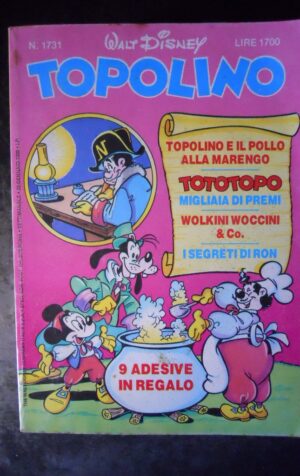 N. 1731
WALT DISNEY
LIRE 1700
TOPOLINO
TOPOLINO E IL POLLO
ALLA MARENGO
TOTOTOPO
MIGLIAIA DI PREMI
WOLKINI WOCCINI
& Co.
I SEGRETI DI RON
9 ADESIVE
IN REGALO